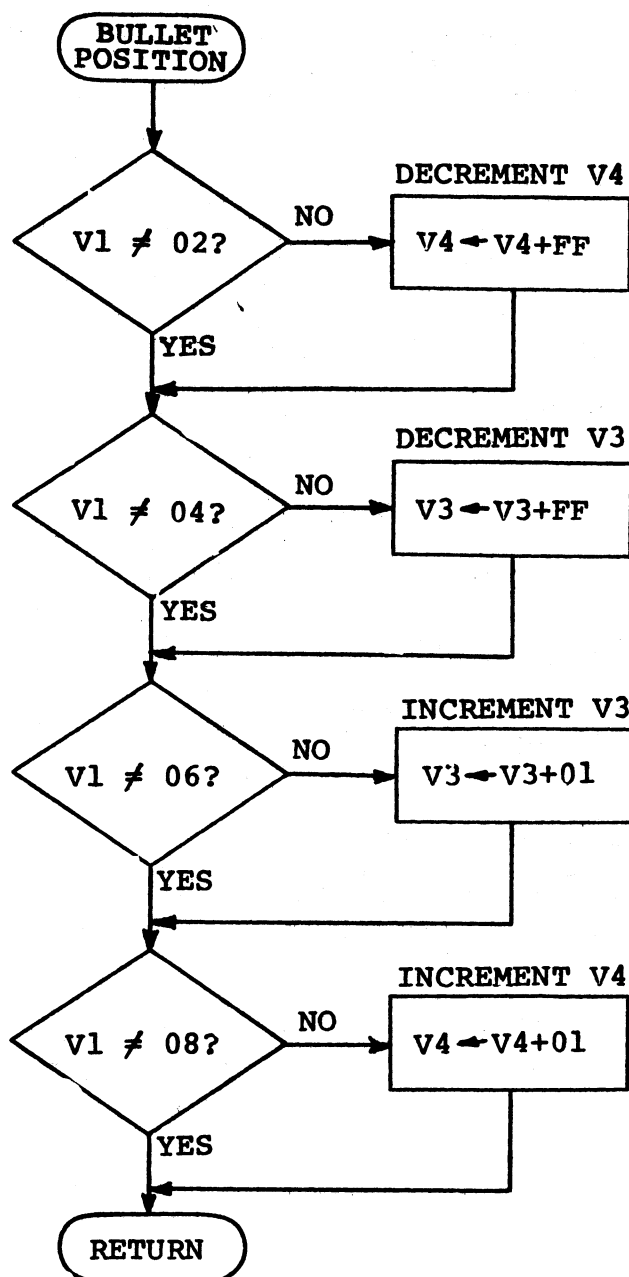 BULLET
POSITION
DECREMENT V4
V1 ≠ 02?
NO
V4←V4+FF
YES
DECREMENT V3
V1 ≠ 04?
NO
V3←V3+FF
YES
INCREMENT V3
V1 ≠ 06?
NO
V3←V3+01
YES
INCREMENT V4
V1 ≠ 08?
NO
V4←V4+01
YES
RETURN